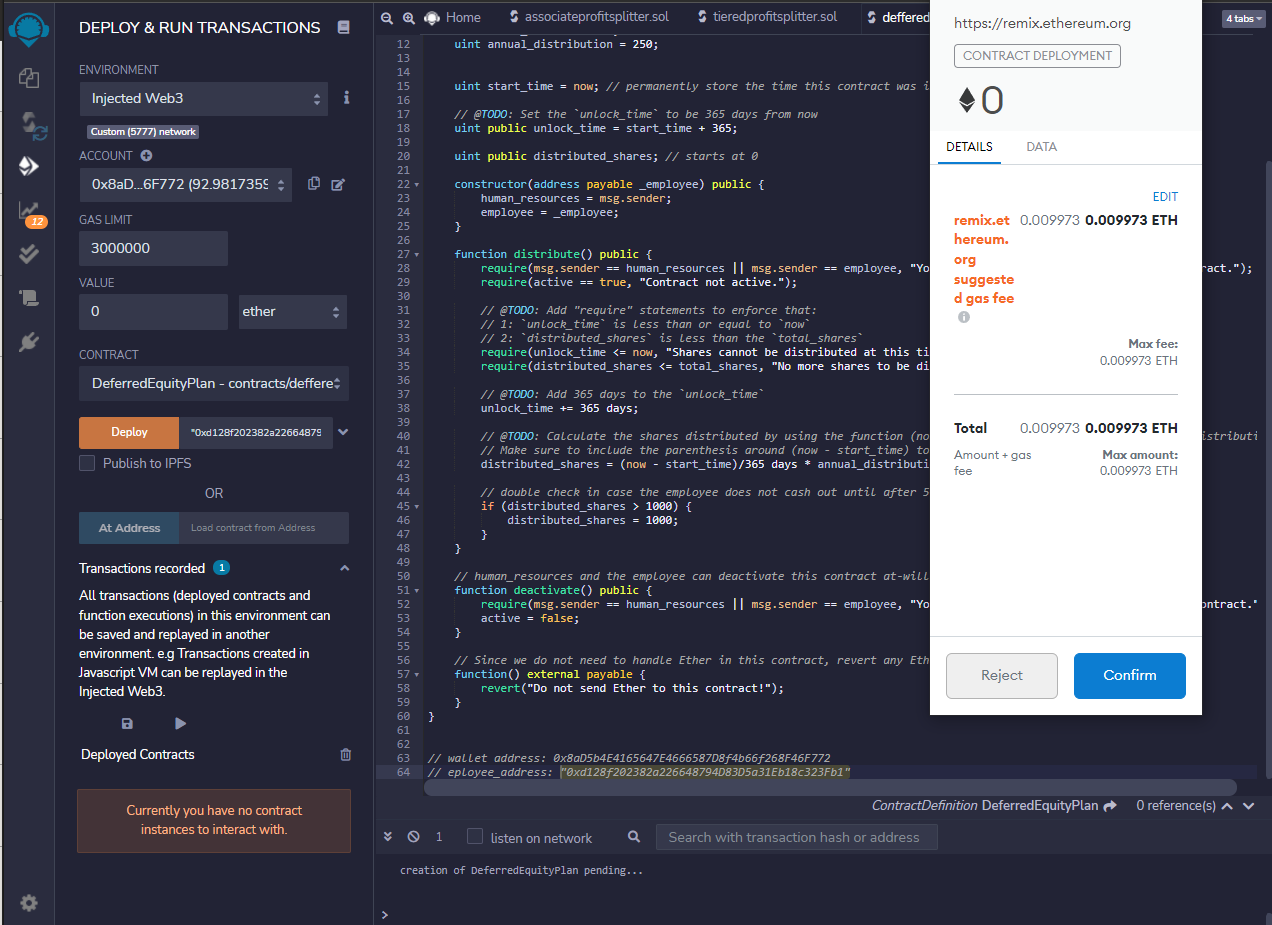 DEPLOY & RUN TRANSACTIONS
ENVIRONMENT
Injected Web3
Custom (5777) network
ACCOUNT
0x8aD...6F772 (92.9817359
GAS LIMIT
3000000
VALUE
0
ether
CONTRACT
DeferredEquityPlan - contracts/deffere
Deploy
"0xd128f202382a22664879
Publish to IPFS
OR
At Address
Load contract from Address
Transactions recorded 1
All transactions (deployed contracts and
function executions) in this environment can
be saved and replayed in another
environment. e.g Transactions created in
Javascript VM can be replayed in the
Injected Web3.
Deployed Contracts
Currently you have no contract
instances to interact with.
12
Home
associateprofitsplitter.sol
tieredprofitsplitter.sol
deffered
4 tabs
12 uint annual_distribution = 250;
13
14
15 uint start_time = now; // permanently store the time this contract was i
16
17 // @TODO: Set the `unlock_time` to be 365 days from now
18 uint public unlock_time = start_time + 365;
19
20 uint public distributed_shares; // starts at 0
21
22 constructor(address payable _employee) public {
23 human_resources = msg.sender;
24 employee = _employee;
25 }
26
27 function distribute() public {
28 require(msg.sender == human_resources || msg.sender == employee, "Yo ract.");
29 require(active == true, "Contract not active.");
30
31 // @TODO: Add "require" statements to enforce that:
32 // 1: `unlock_time` is less than or equal to `now`
33 // 2: `distributed_shares` is less than the `total_shares`
34 require(unlock_time <= now, "Shares cannot be distributed at this ti
35 require(distributed_shares <= total_shares, "No more shares to be di
36
37 // @TODO: Add 365 days to the `unlock_time`
38 unlock_time += 365 days;
39
40 // @TODO: Calculate the shares distributed by using the function (no istributi
41 // Make sure to include the parenthesis around (now - start_time) to
42 distributed_shares = (now - start_time)/365 days * annual_distributi
43
44 // double check in case the employee does not cash out until after 5
45 if (distributed_shares > 1000) {
46 distributed_shares = 1000;
47 }
48 }
49
50 // human_resources and the employee can deactivate this contract at-will
51 function deactivate() public {
52 require(msg.sender == human_resources || msg.sender == employee, "Yo ontract."
53 active = false;
54 }
55
56 // Since we do not need to handle Ether in this contract, revert any Eth
57 function() external payable {
58 revert("Do not send Ether to this contract!");
59 }
60 }
61
62
63 // wallet address: 0x8aD5b4E4165647E4666587D8f4b66f268F46F772
64 // eployee_address: "0xd128f202382a226648794D83D5a31Eb18c323Fb1"
ContractDefinition DeferredEquityPlan 0 reference(s)
1
listen on network
Search with transaction hash or address
creation of DeferredEquityPlan pending...
>
https://remix.ethereum.org
CONTRACT DEPLOYMENT
0
DETAILS
DATA
EDIT
remix.et
hereum.
org
suggeste
d gas fee
0.009973 0.009973 ETH
Max fee:
0.009973 ETH
Total 0.009973 0.009973 ETH
Amount + gas
fee
Max amount:
0.009973 ETH
Reject
Confirm